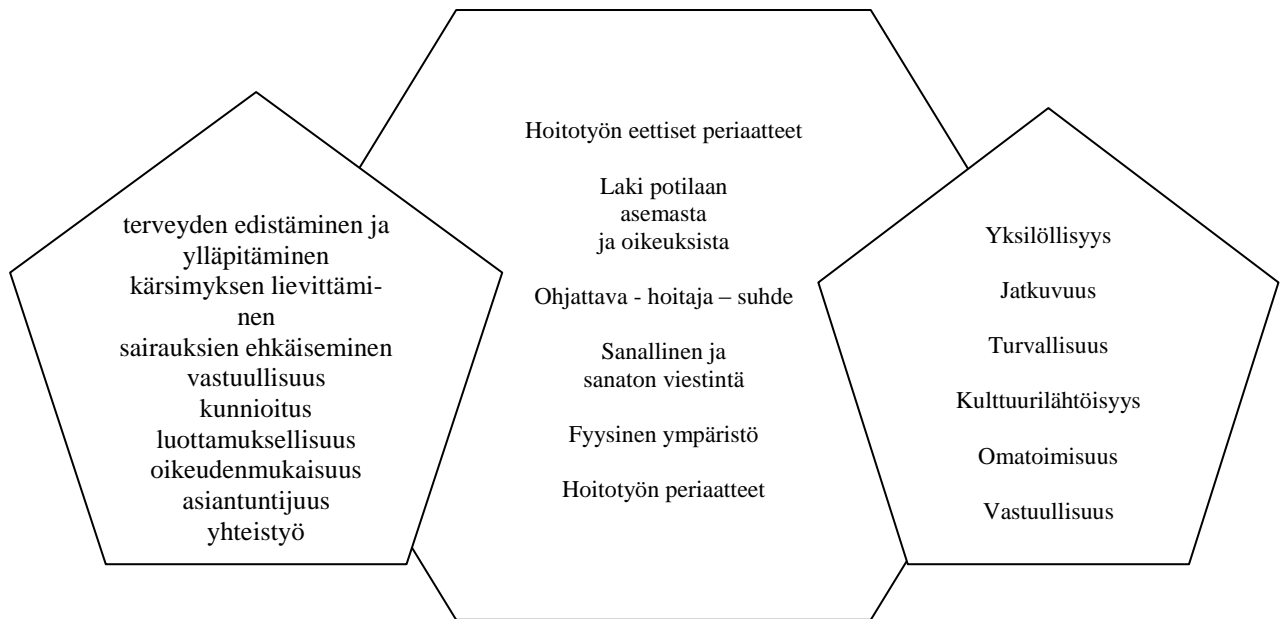 terveyden edistäminen ja
ylläpitäminen
kärsimyksen lievittämi-
nen
sairauksien ehkäiseminen
vastuullisuus
kunnioitus
luottamuksellisuus
oikeudenmukaisuus
asiantuntijuus
yhteistyö
Hoitotyön eettiset periaatteet
Laki potilaan
asemasta
ja oikeuksista
Ohjattava - hoitaja – suhde
Sanallinen ja
sanaton viestintä
Fyysinen ympäristö
Hoitotyön periaatteet
Yksilöllisyys
Jatkuvuus
Turvallisuus
Kulttuurilähtöisyys
Omatoimisuus
Vastuullisuus